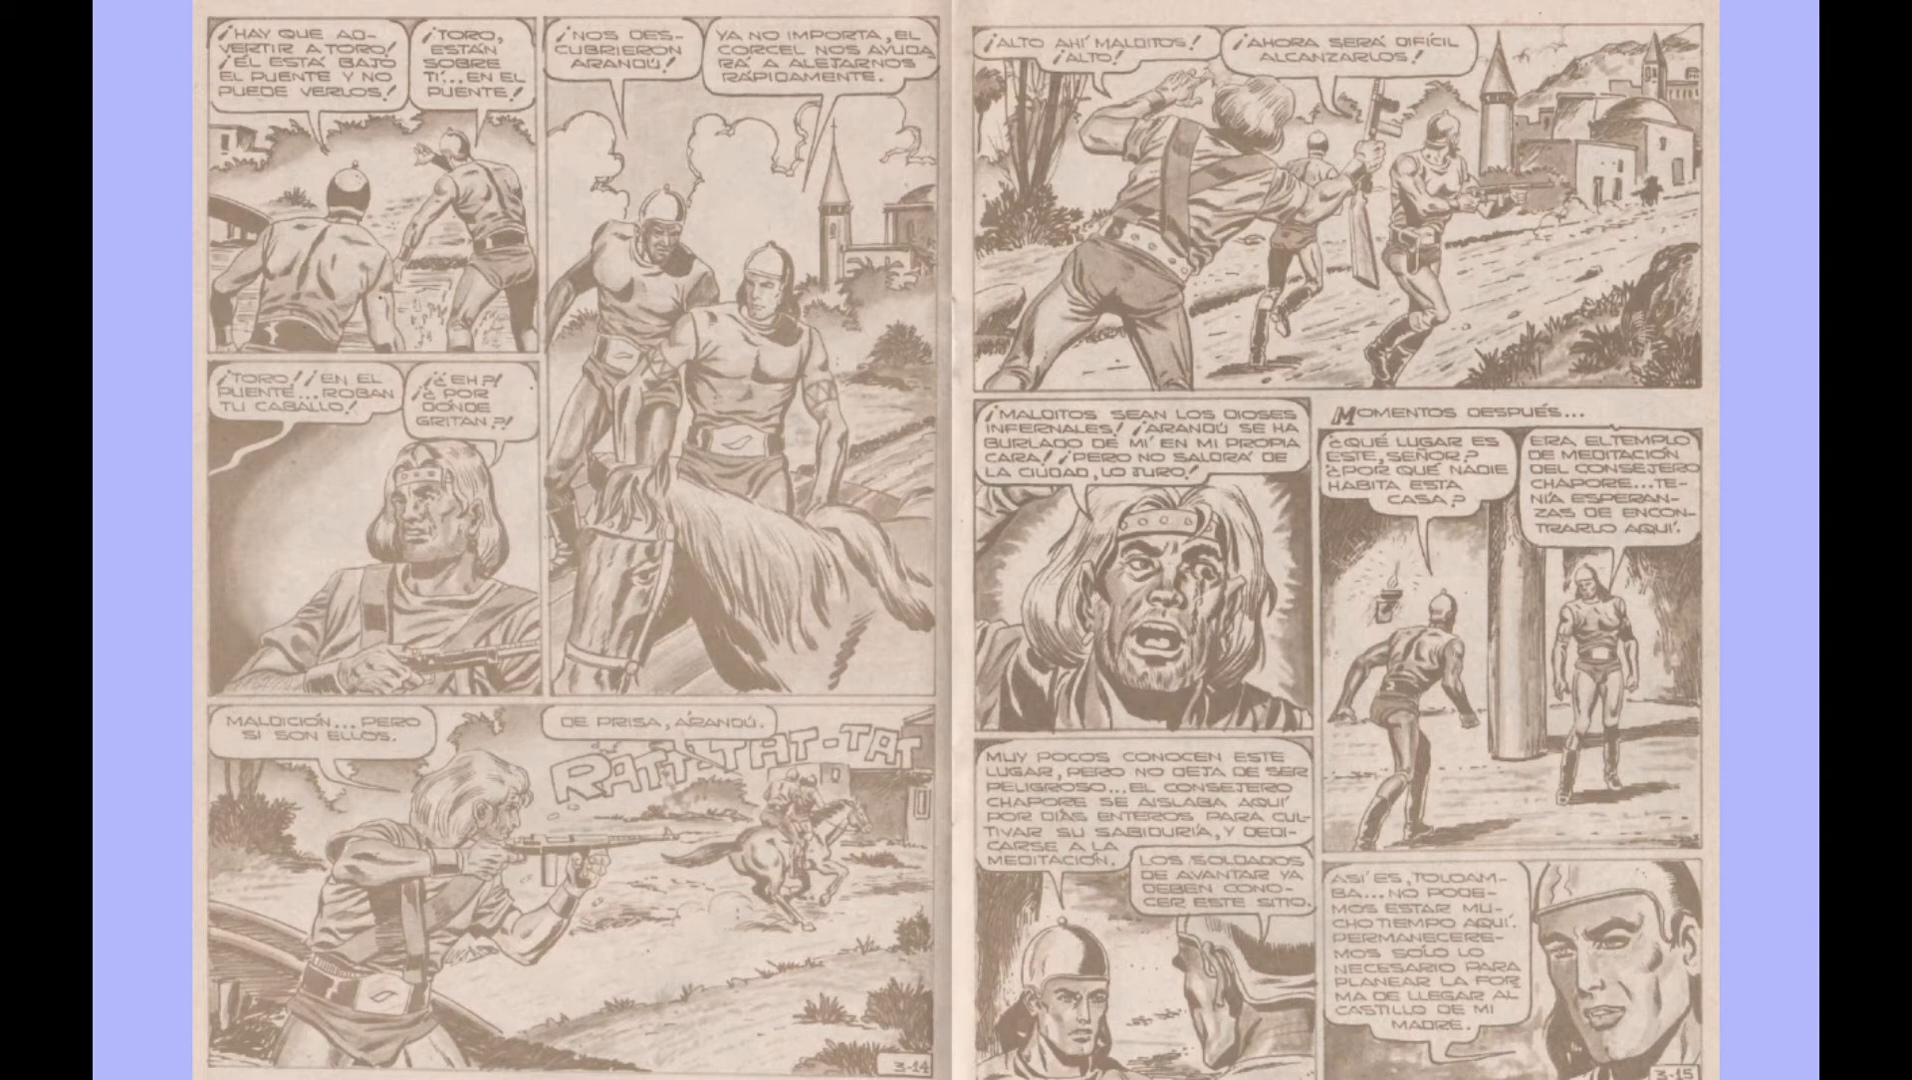 ¡HAY QUE AD-
VERTIR A TORO!
¡ÉL ESTÁ BAJO
EL PUENTE Y NO
PUEDE VERLOS!
¡TORO,
ESTÁN
SOBRE
TÍ...EN EL
PUENTE!
¡NOS DES-
CUBRIERON
ARANDÚ!
YA NO IMPORTA, EL
CORCEL NOS AYUDA
RÁ A ALEJARNOS
RÁPIDAMENTE.
¡TORO! ¡EN EL
PUENTE...ROBAN
TU CABALLO!
¡¿EH?!
¿POR
DÓNDE
GRITAN?!
MALDICIÓN...PERO
SI SON ELLOS.
DE PRISA, ARANDÚ.
RATT-TAT-TAT
3-14
¡ALTO AHÍ MALDITOS!
¡ALTO!
¡AHORA SERÁ DIFÍCIL
ALCANZARLOS!
¡MALDITOS SEAN LOS DIOSES
INFERNALES! ¡ARANDÚ SE HA
BURLADO DE MÍ EN MI PROPIA
CARA! ¡PERO NO SALDRÁ DE
LA CIUDAD, LO JURO!
MOMENTOS DESPUÉS...
¿QUÉ LUGAR ES
ESTE, SEÑOR?
¿POR QUÉ NADIE
HABITA ESTA
CASA?
ERA EL TEMPLO
DE MEDITACIÓN
DEL CONSEJERO
CHAPORE...TE-
NÍA ESPERAN-
ZAS DE ENCON-
TRARLO AQUÍ.
MUY POCOS CONOCEN ESTE
LUGAR, PERO NO DEJA DE SER
PELIGROSO...EL CONSEJERO
CHAPORE SE AISLABA AQUÍ
POR DÍAS ENTEROS PARA CUL-
TIVAR SU SABIDURÍA, Y DEDI-
CARSE A LA
MEDITACIÓN.
LOS SOLDADOS
DE AVANTAR YA
DEBEN CONO-
CER ESTE SITIO.
ASÍ ES, TOLOAM-
BA...NO PODE-
MOS ESTAR MU-
CHO TIEMPO AQUÍ.
PERMANECERE-
MOS SÓLO LO
NECESARIO PARA
PLANEAR LA FOR
MA DE LLEGAR AL
CASTILLO DE MI
MADRE.
3-15